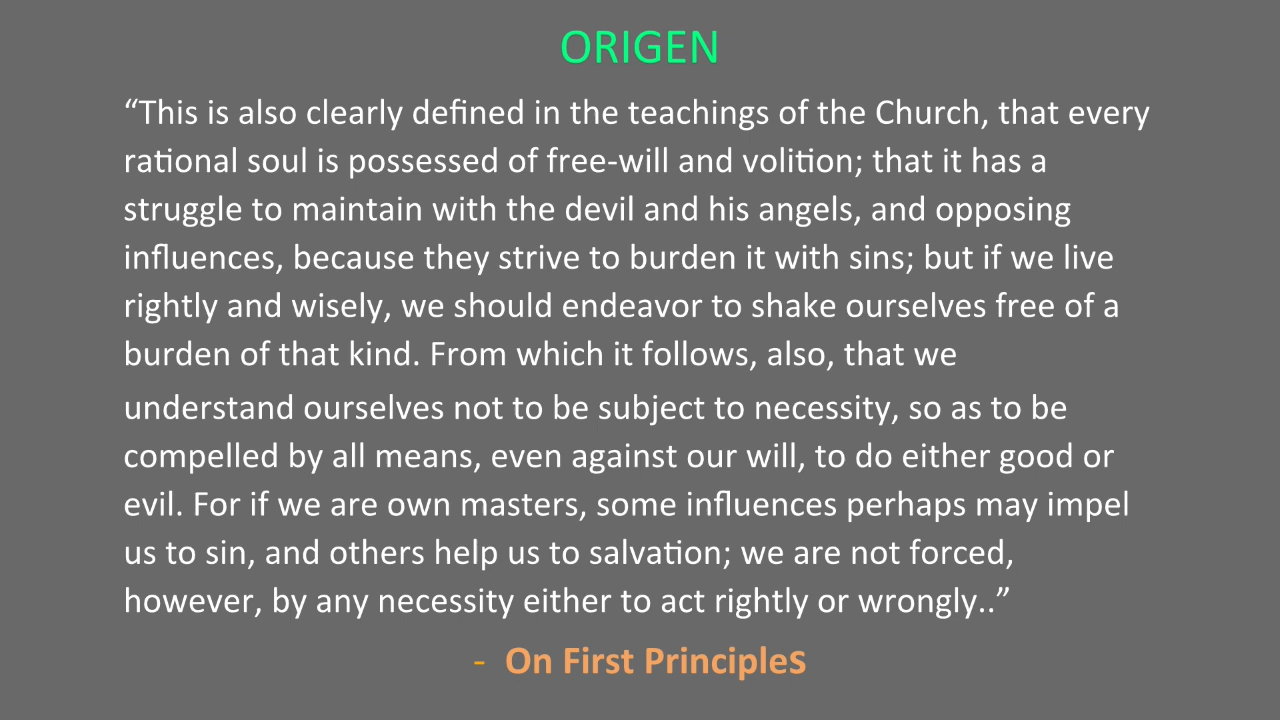 ORIGEN
“This is also clearly defined in the teachings of the Church, that every
rational soul is possessed of free-will and volition; that it has a
struggle to maintain with the devil and his angels, and opposing
influences, because they strive to burden it with sins; but if we live
rightly and wisely, we should endeavor to shake ourselves free of a
burden of that kind. From which it follows, also, that we
understand ourselves not to be subject to necessity, so as to be
compelled by all means, even against our will, to do either good or
evil. For if we are own masters, some influences perhaps may impel
us to sin, and others help us to salvation; we are not forced,
however, by any necessity either to act rightly or wrongly..”
- On First Principles